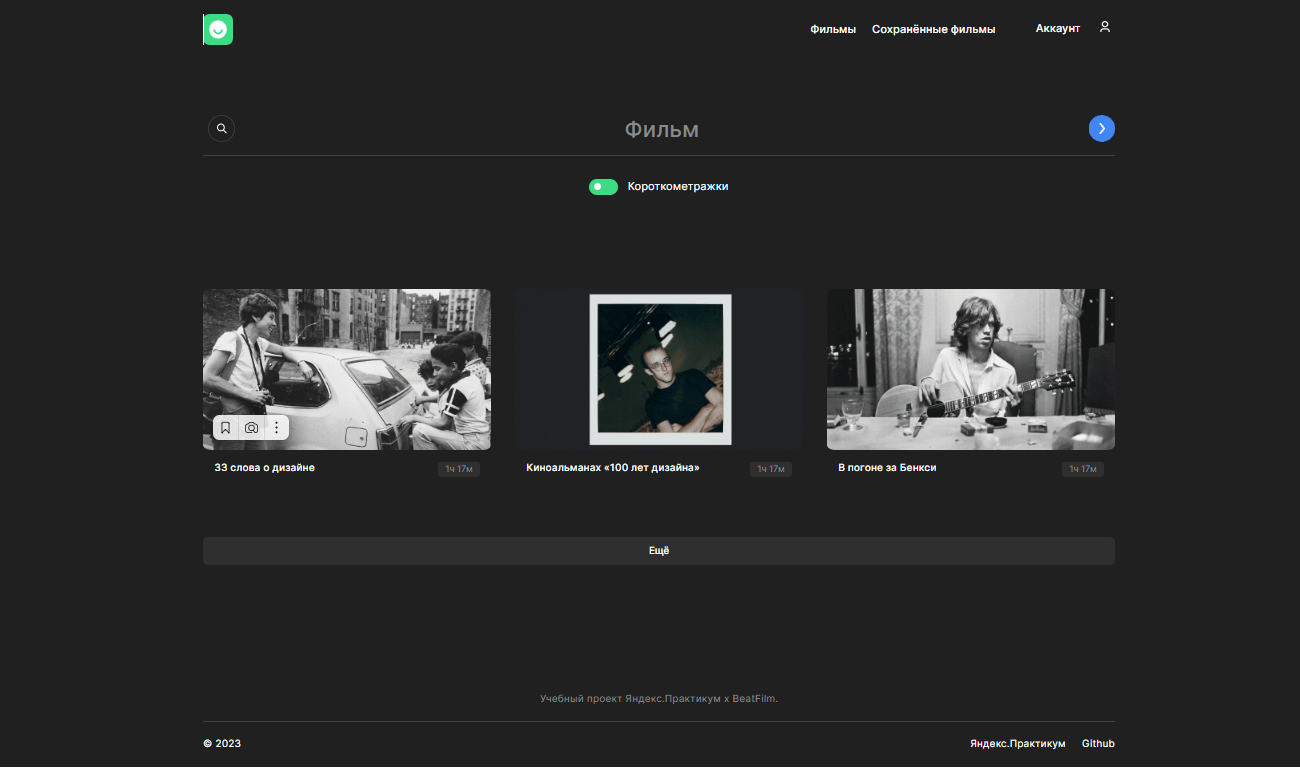 Фильмы Сохранённые фильмы Аккаунт
Фильм
Короткометражки
33 слова о дизайне 1ч 17м
Киноальманах «100 лет дизайна» 1ч 17м
В погоне за Бенкси 1ч 17м
Ещё
Учебный проект Яндекс.Практикум x BeatFilm.
© 2023 Яндекс.Практикум Github